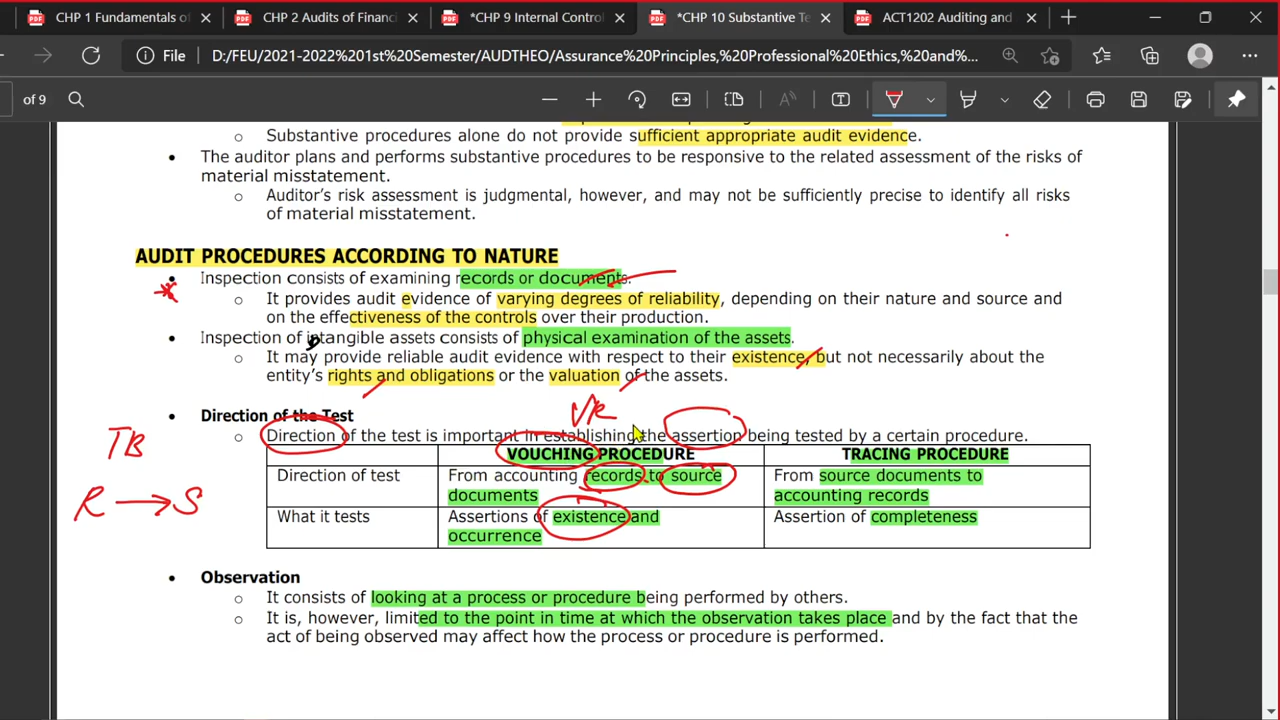 CHP 1 Fundamentals of
CHP 2 Audits of Financi
*CHP 9 Internal Contro
*CHP 10 Substantive Te
ACT1202 Auditing and
File
D:/FEU/2021-2022%201st%20Semester/AUDTHEO/Assurance%20Principles,%20Professional%20Ethics,%20and%...
of 9
Substantive procedures alone do not provide sufficient appropriate audit evidence.
• The auditor plans and performs substantive procedures to be responsive to the related assessment of the risks of
material misstatement.
Auditor's risk assessment is judgmental, however, and may not be sufficiently precise to identify all risks
of material misstatement.
AUDIT PROCEDURES ACCORDING TO NATURE
• Inspection consists of examining records or documents.
It provides audit evidence of varying degrees of reliability, depending on their nature and source and
on the effectiveness of the controls over their production.
• Inspection of intangible assets consists of physical examination of the assets.
It may provide reliable audit evidence with respect to their existence, but not necessarily about the
entity's rights and obligations or the valuation of the assets.
• Direction of the Test
Direction of the test is important in establishing the assertion being tested by a certain procedure.
TB
R → S
VR
VOUCHING PROCEDURE
TRACING PROCEDURE
Direction of test
From accounting records to source
documents
From source documents to
accounting records
What it tests
Assertions of existence and
occurrence
Assertion of completeness
• Observation
It consists of looking at a process or procedure being performed by others.
It is, however, limited to the point in time at which the observation takes place and by the fact that the
act of being observed may affect how the process or procedure is performed.